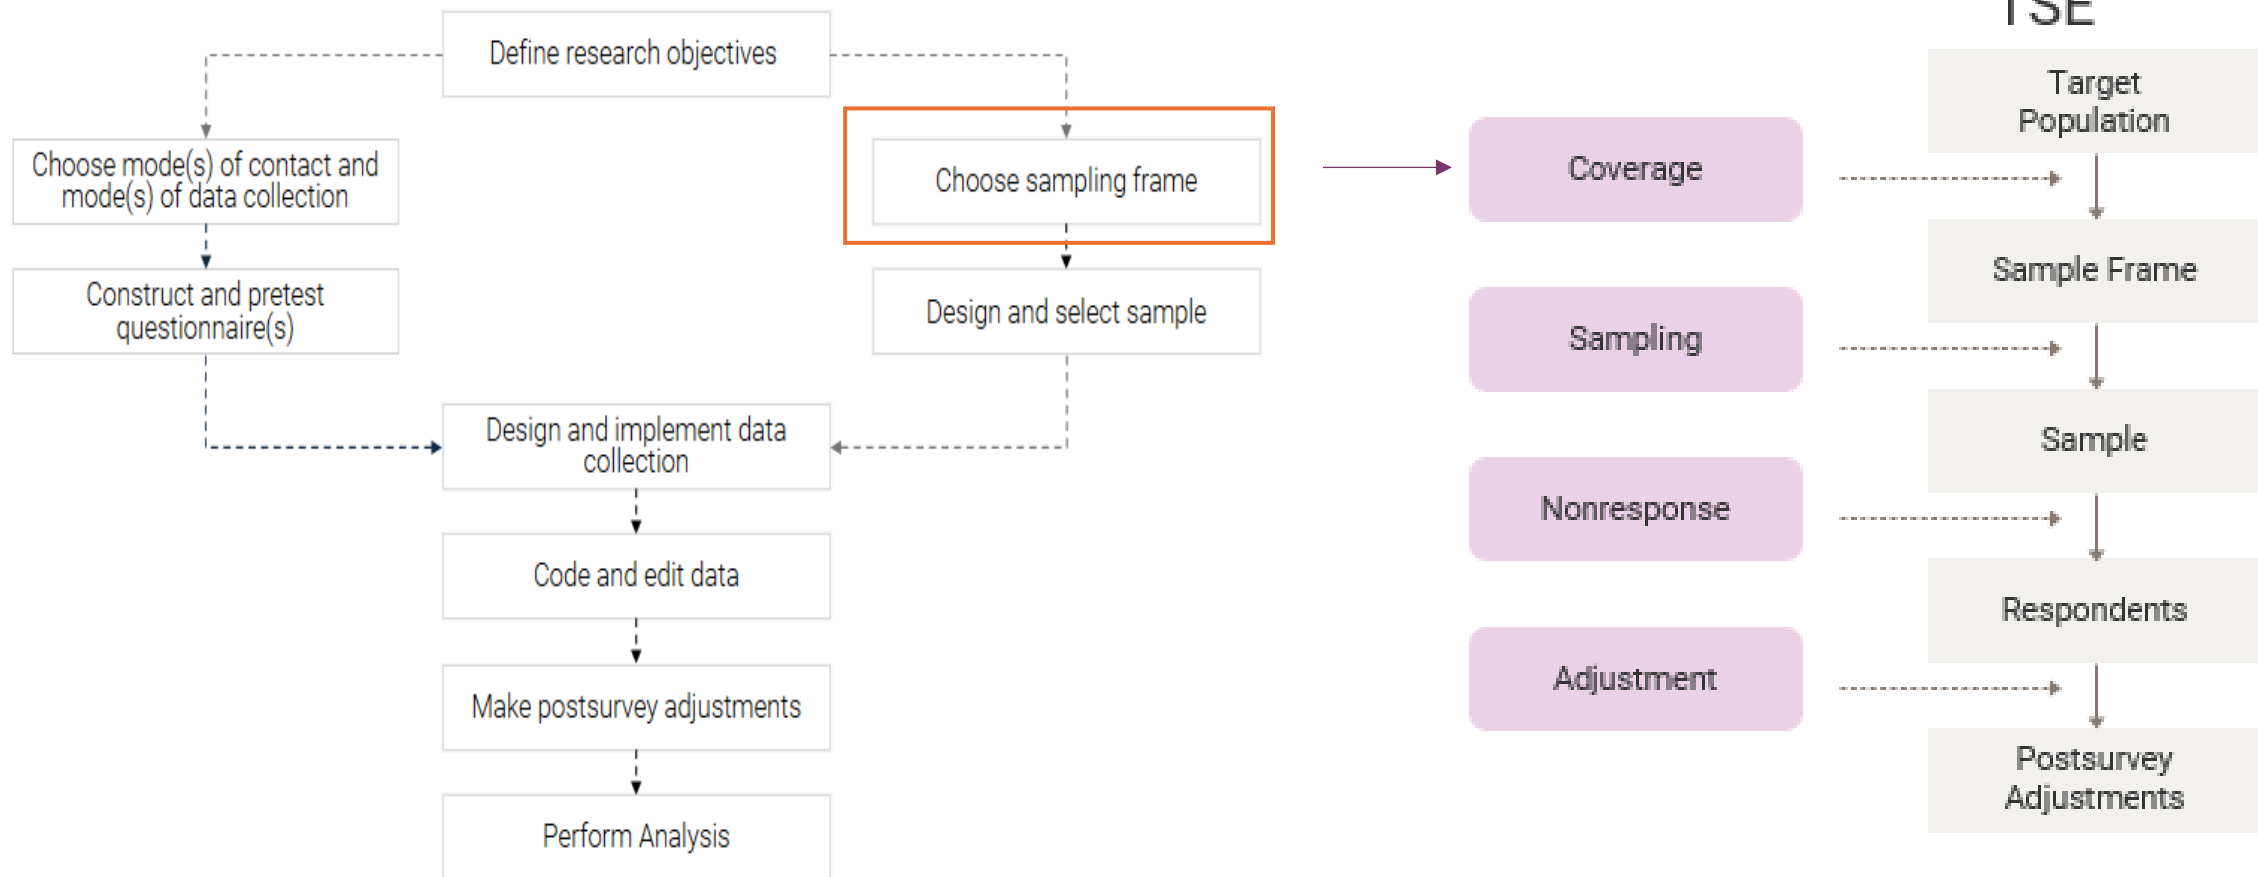 Define research objectives
Choose mode(s) of contact and
mode(s) of data collection
Choose sampling frame
Construct and pretest
questionnaire(s)
Design and select sample
Design and implement data
collection
Code and edit data
Make postsurvey adjustments
Perform Analysis
Coverage
Sampling
Nonresponse
Adjustment
TSE
Target
Population
Sample Frame
Sample
Respondents
Postsurvey
Adjustments